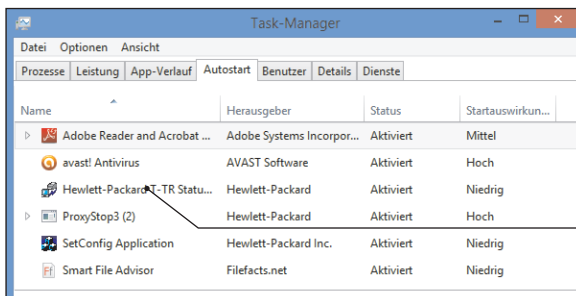 Task-Manager
Datei Optionen Ansicht
Prozesse Leistung App-Verlauf Autostart Benutzer Details Dienste
Name Herausgeber Status Startauswirkun...
Adobe Reader and Acrobat ... Adobe Systems Incorpor... Aktiviert Mittel
avast! Antivirus AVAST Software Aktiviert Hoch
Hewlett-Packard T-TR Statu... Hewlett-Packard Aktiviert Niedrig
ProxyStop3 (2) Hewlett-Packard Aktiviert Hoch
SetConfig Application Hewlett-Packard Inc. Aktiviert Niedrig
Smart File Advisor Filefacts.net Aktiviert Niedrig